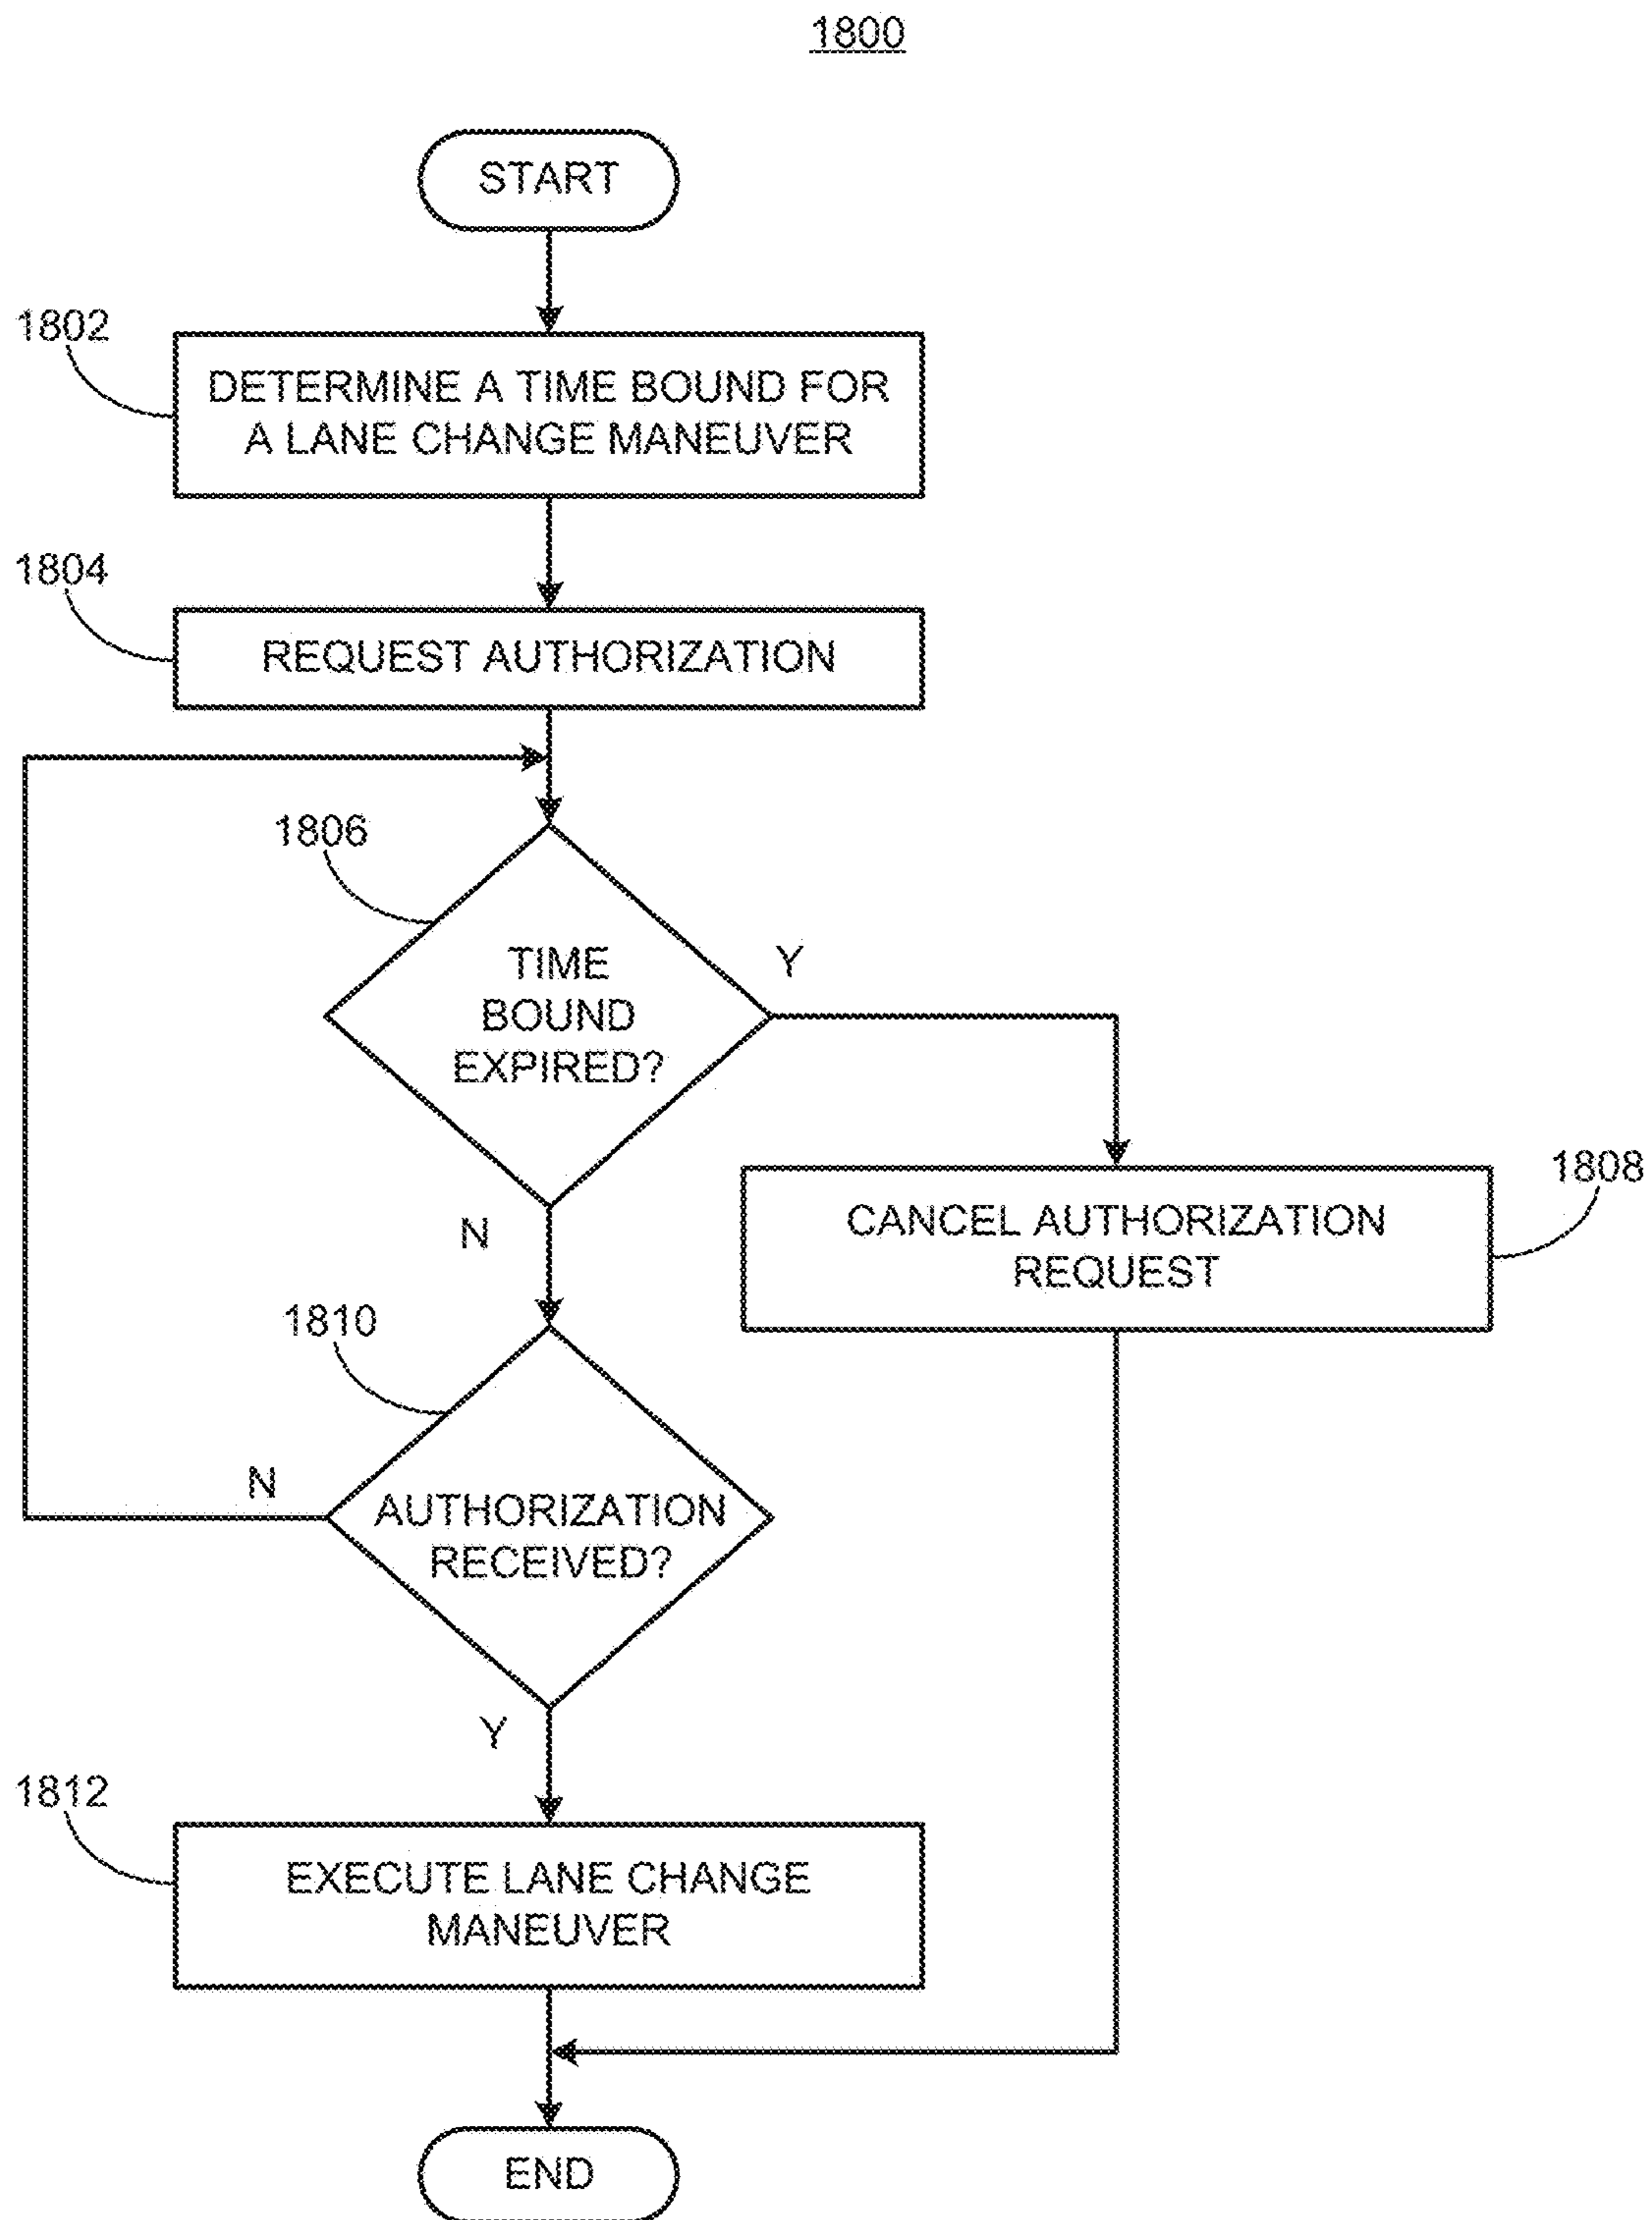 1800
START
1802
DETERMINE A TIME BOUND FOR
A LANE CHANGE MANEUVER
1804
REQUEST AUTHORIZATION
1806
TIME
BOUND
EXPIRED?
Y
N
1808
CANCEL AUTHORIZATION
REQUEST
1810
AUTHORIZATION
RECEIVED?
N
Y
1812
EXECUTE LANE CHANGE
MANEUVER
END